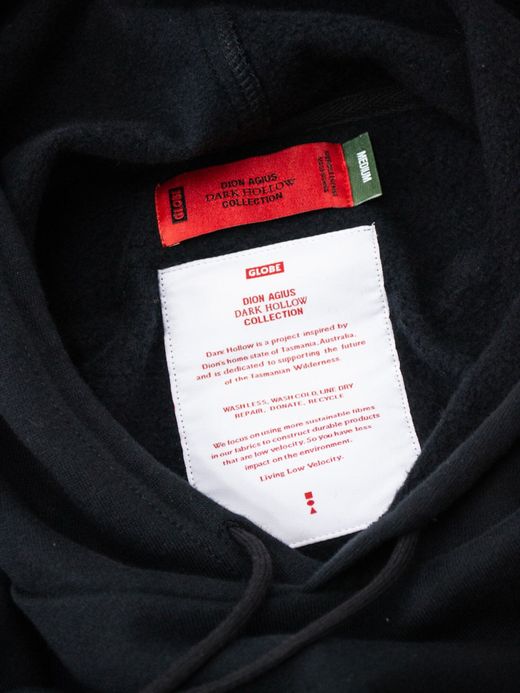 GLOBE
DION AGIUS
DARK HOLLOW
COLLECTION
MEDIUM
GLOBE
DION AGIUS
DARK HOLLOW
COLLECTION
Dark Hollow is a project inspired by
Dion's home state of Tasmania, Australia,
and is dedicated to supporting the future
of the Tasmanian Wilderness.
WASH LESS, WASH COLD, LINE DRY
REPAIR, DONATE, RECYCLE
We focus on using more sustainable fibres
in our fabrics to construct durable products
that are low velocity. So you have less
impact on the environment.
Living Low Velocity.